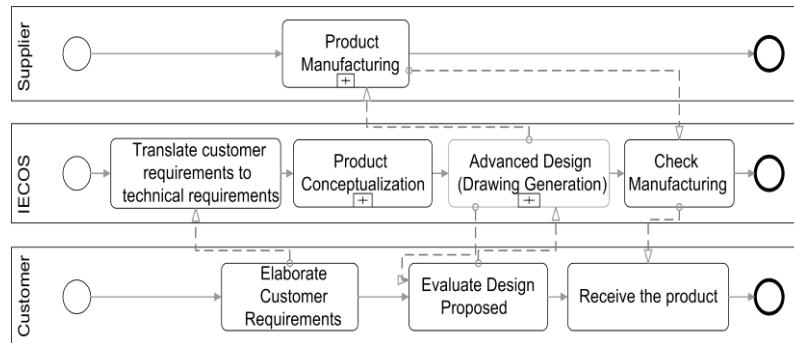 Supplier
Product
Manufacturing
IECOS
Translate customer
requirements to
technical requirements
Product
Conceptualization
Advanced Design
(Drawing Generation)
Check
Manufacturing
Customer
Elaborate
Customer
Requirements
Evaluate Design
Proposed
Receive the product